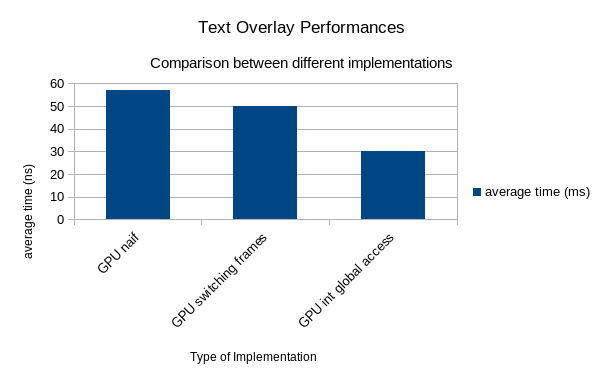 Text Overlay Performances
Comparison between different implementations
60
50
40
30
20
10
0
average time (ns)
average time (ms)
GPU naif
GPU switching frames
GPU int global access
Type of Implementation